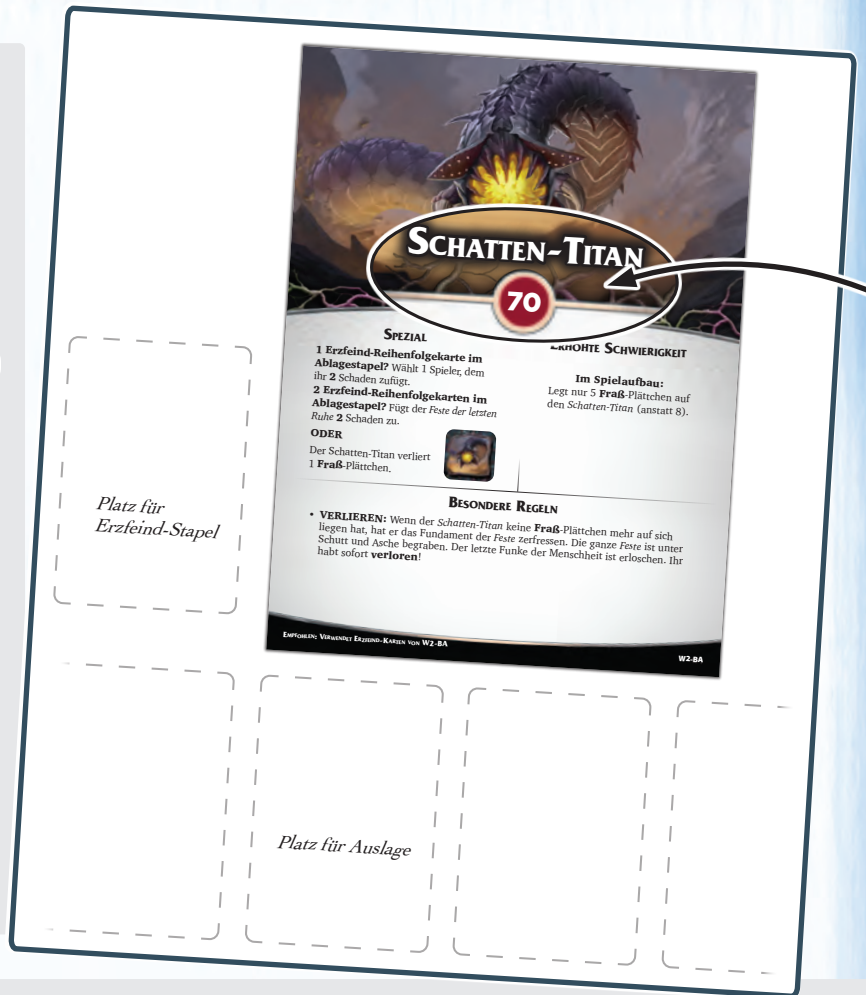 SCHATTEN-TITAN
70
SPEZIAL
1 Erzfeind-Reihenfolgekarte im
Ablagestapel? Wählt 1 Spieler, dem
ihr 2 Schaden zufügt.
2 Erzfeind-Reihenfolgekarten im
Ablagestapel? Fügt der Feste der letzten
Ruhe 2 Schaden zu.
ODER
Der Schatten-Titan verliert
1 Fraß-Plättchen.
ERHÖHTE SCHWIERIGKEIT
Im Spielaufbau:
Legt nur 5 Fraß-Plättchen auf
den Schatten-Titan (anstatt 8).
BESONDERE REGELN
• VERLIEREN: Wenn der Schatten-Titan keine Fraß-Plättchen mehr auf sich
liegen hat, hat er das Fundament der Feste zerfressen. Die ganze Feste ist unter
Schutt und Asche begraben. Der letzte Funke der Menschheit ist erloschen. Ihr
habt sofort verloren!
EMPFOHLEN: VERWENDET ERZFEIND-KARTEN VON W2-BA
W2-BA
Platz für
Erzfeind-Stapel
Platz für Auslage